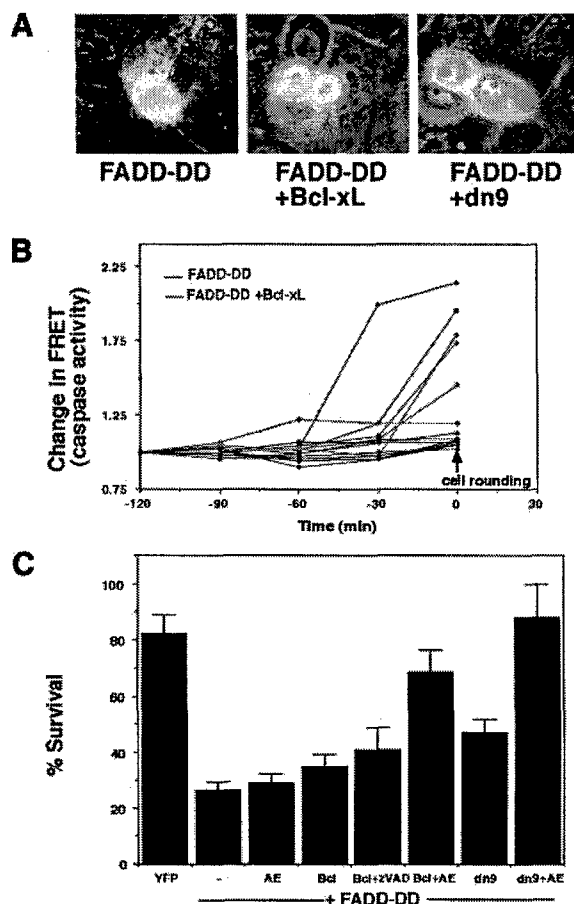 A
FADD-DD
FADD-DD
+Bcl-xL
FADD-DD
+dn9
B
Change in FRET
(caspase activity)
2.25
1.75
1.25
0.75
FADD-DD
FADD-DD +Bcl-xL
cell rounding
-120 -90 -60 -30 0 30
Time (min)
C
% Survival
100
80
60
40
20
0
YFP - AE Bcl Bcl+zVAD Bcl+AE dn9 dn9+AE
+ FADD-DD